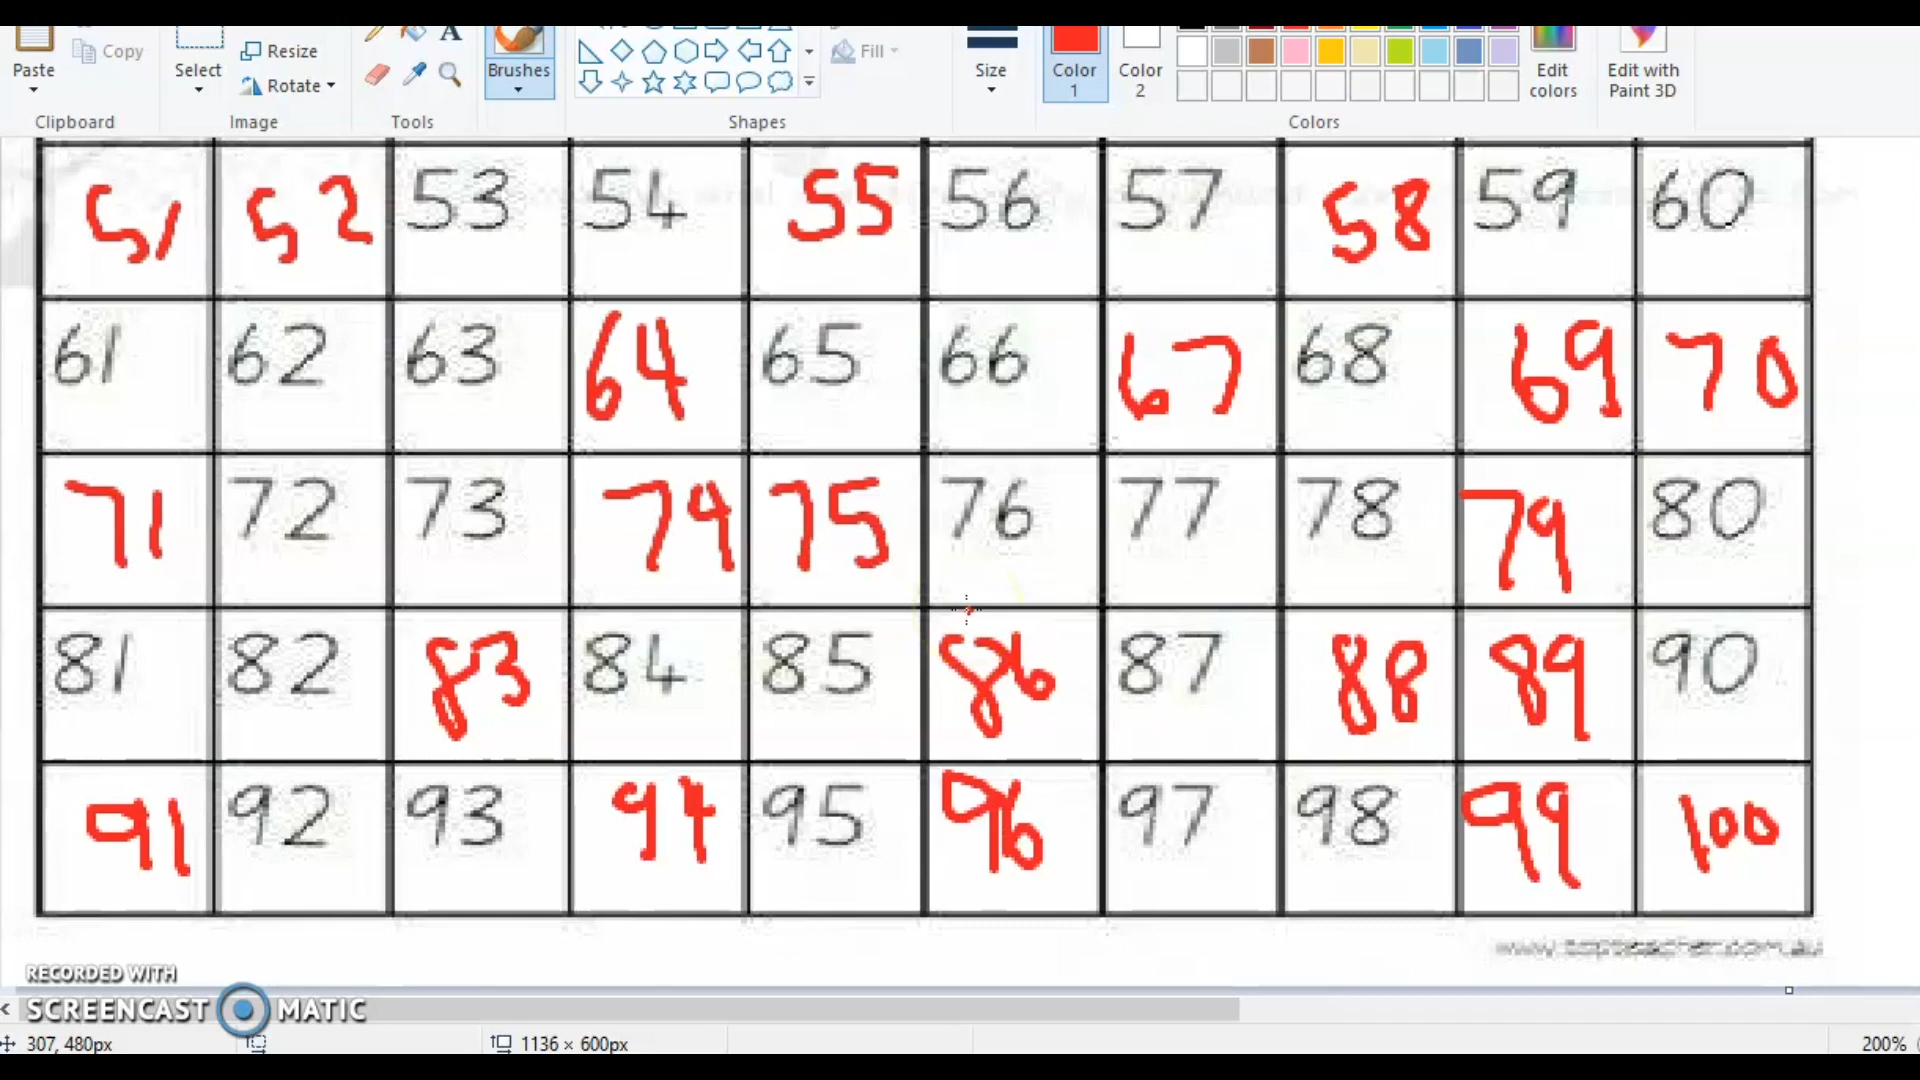 Paste
Copy
Select
Resize
Rotate
A
Brushes
Fill
Size
Color 1
Color 2
Edit colors
Edit with Paint 3D
Clipboard
Image
Tools
Shapes
Colors
51 52 53 54 55 56 57 58 59 60
61 62 63 64 65 66 67 68 69 70
71 72 73 74 75 76 77 78 79 80
81 82 83 84 85 86 87 88 89 90
91 92 93 94 95 96 97 98 99 100
www.topteacher.com.au
RECORDED WITH
SCREENCAST MATIC
307, 480px
1136 × 600px
200%